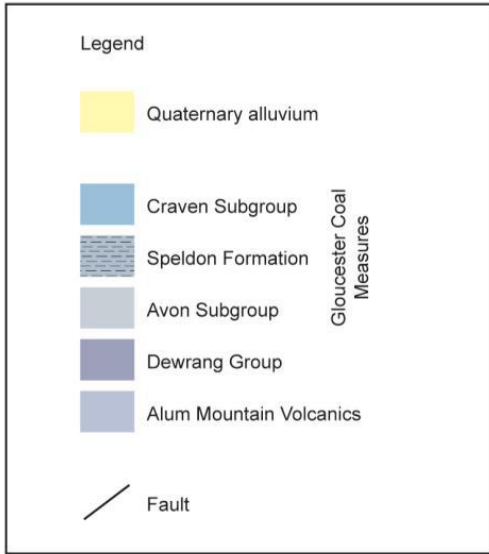 Legend
Quaternary alluvium
Craven Subgroup
Speldon Formation
Avon Subgroup
Gloucester Coal
Measures
Dewrang Group
Alum Mountain Volcanics
Fault